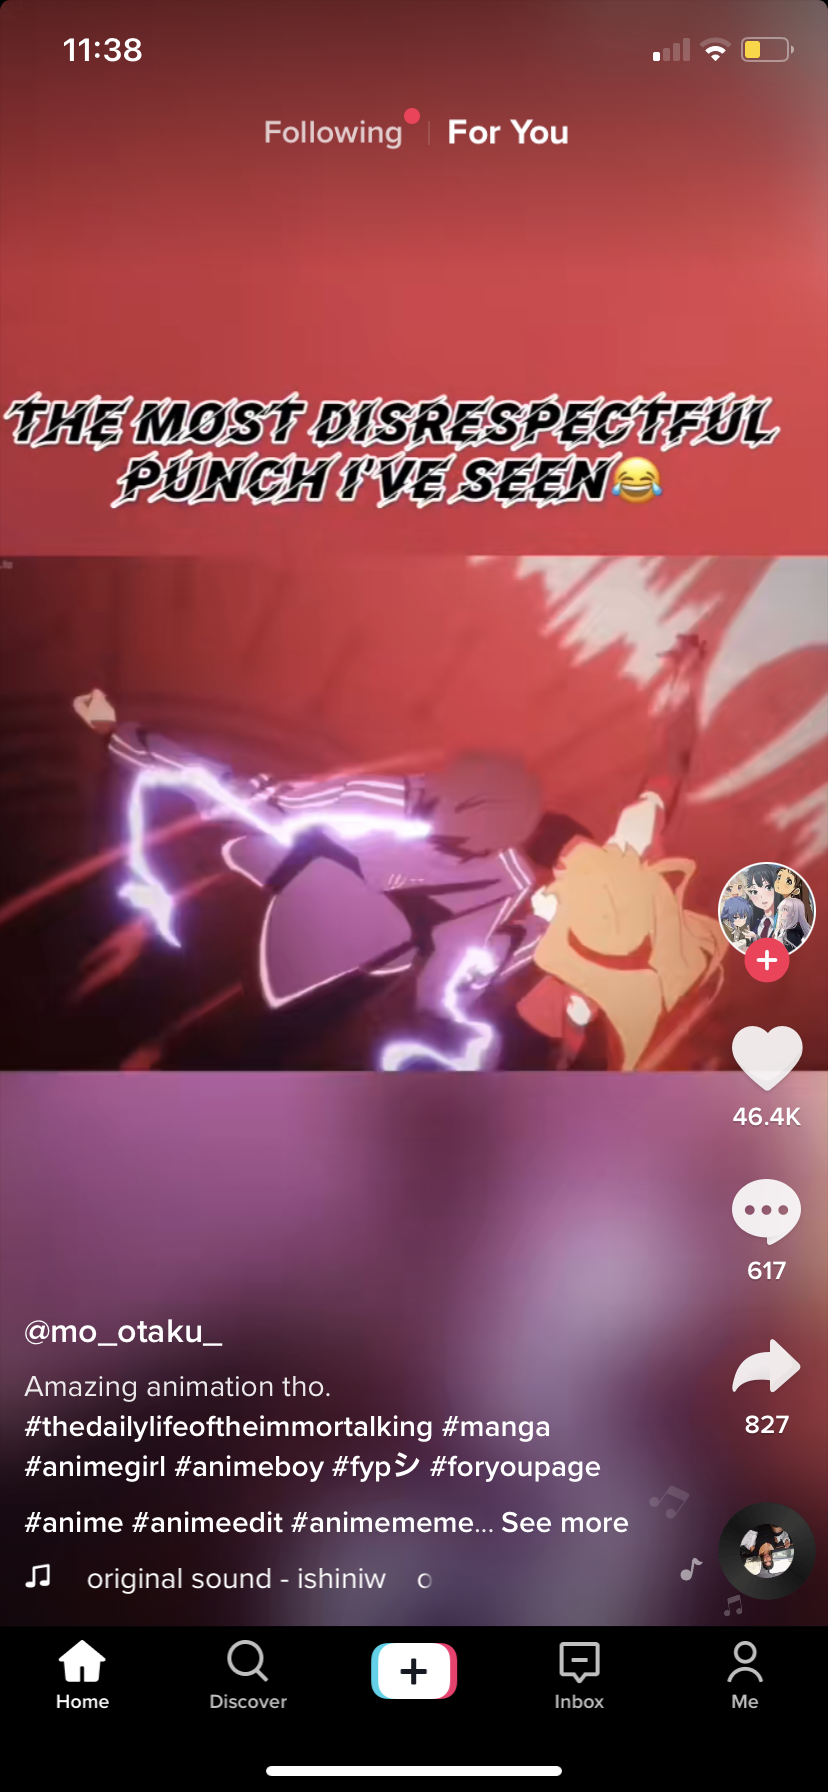 11:38
Following
For You
THE MOST DISRESPECTFUL
PUNCH I'VE SEEN😂
46.4K
617
827
@mo_otaku_
Amazing animation tho.
#thedailylifeoftheimmortalking #manga
#animegirl #animeboy #fypシ #foryoupage
#anime #animeedit #animememe... See more
original sound - ishiniw o
Home
Discover
Inbox
Me